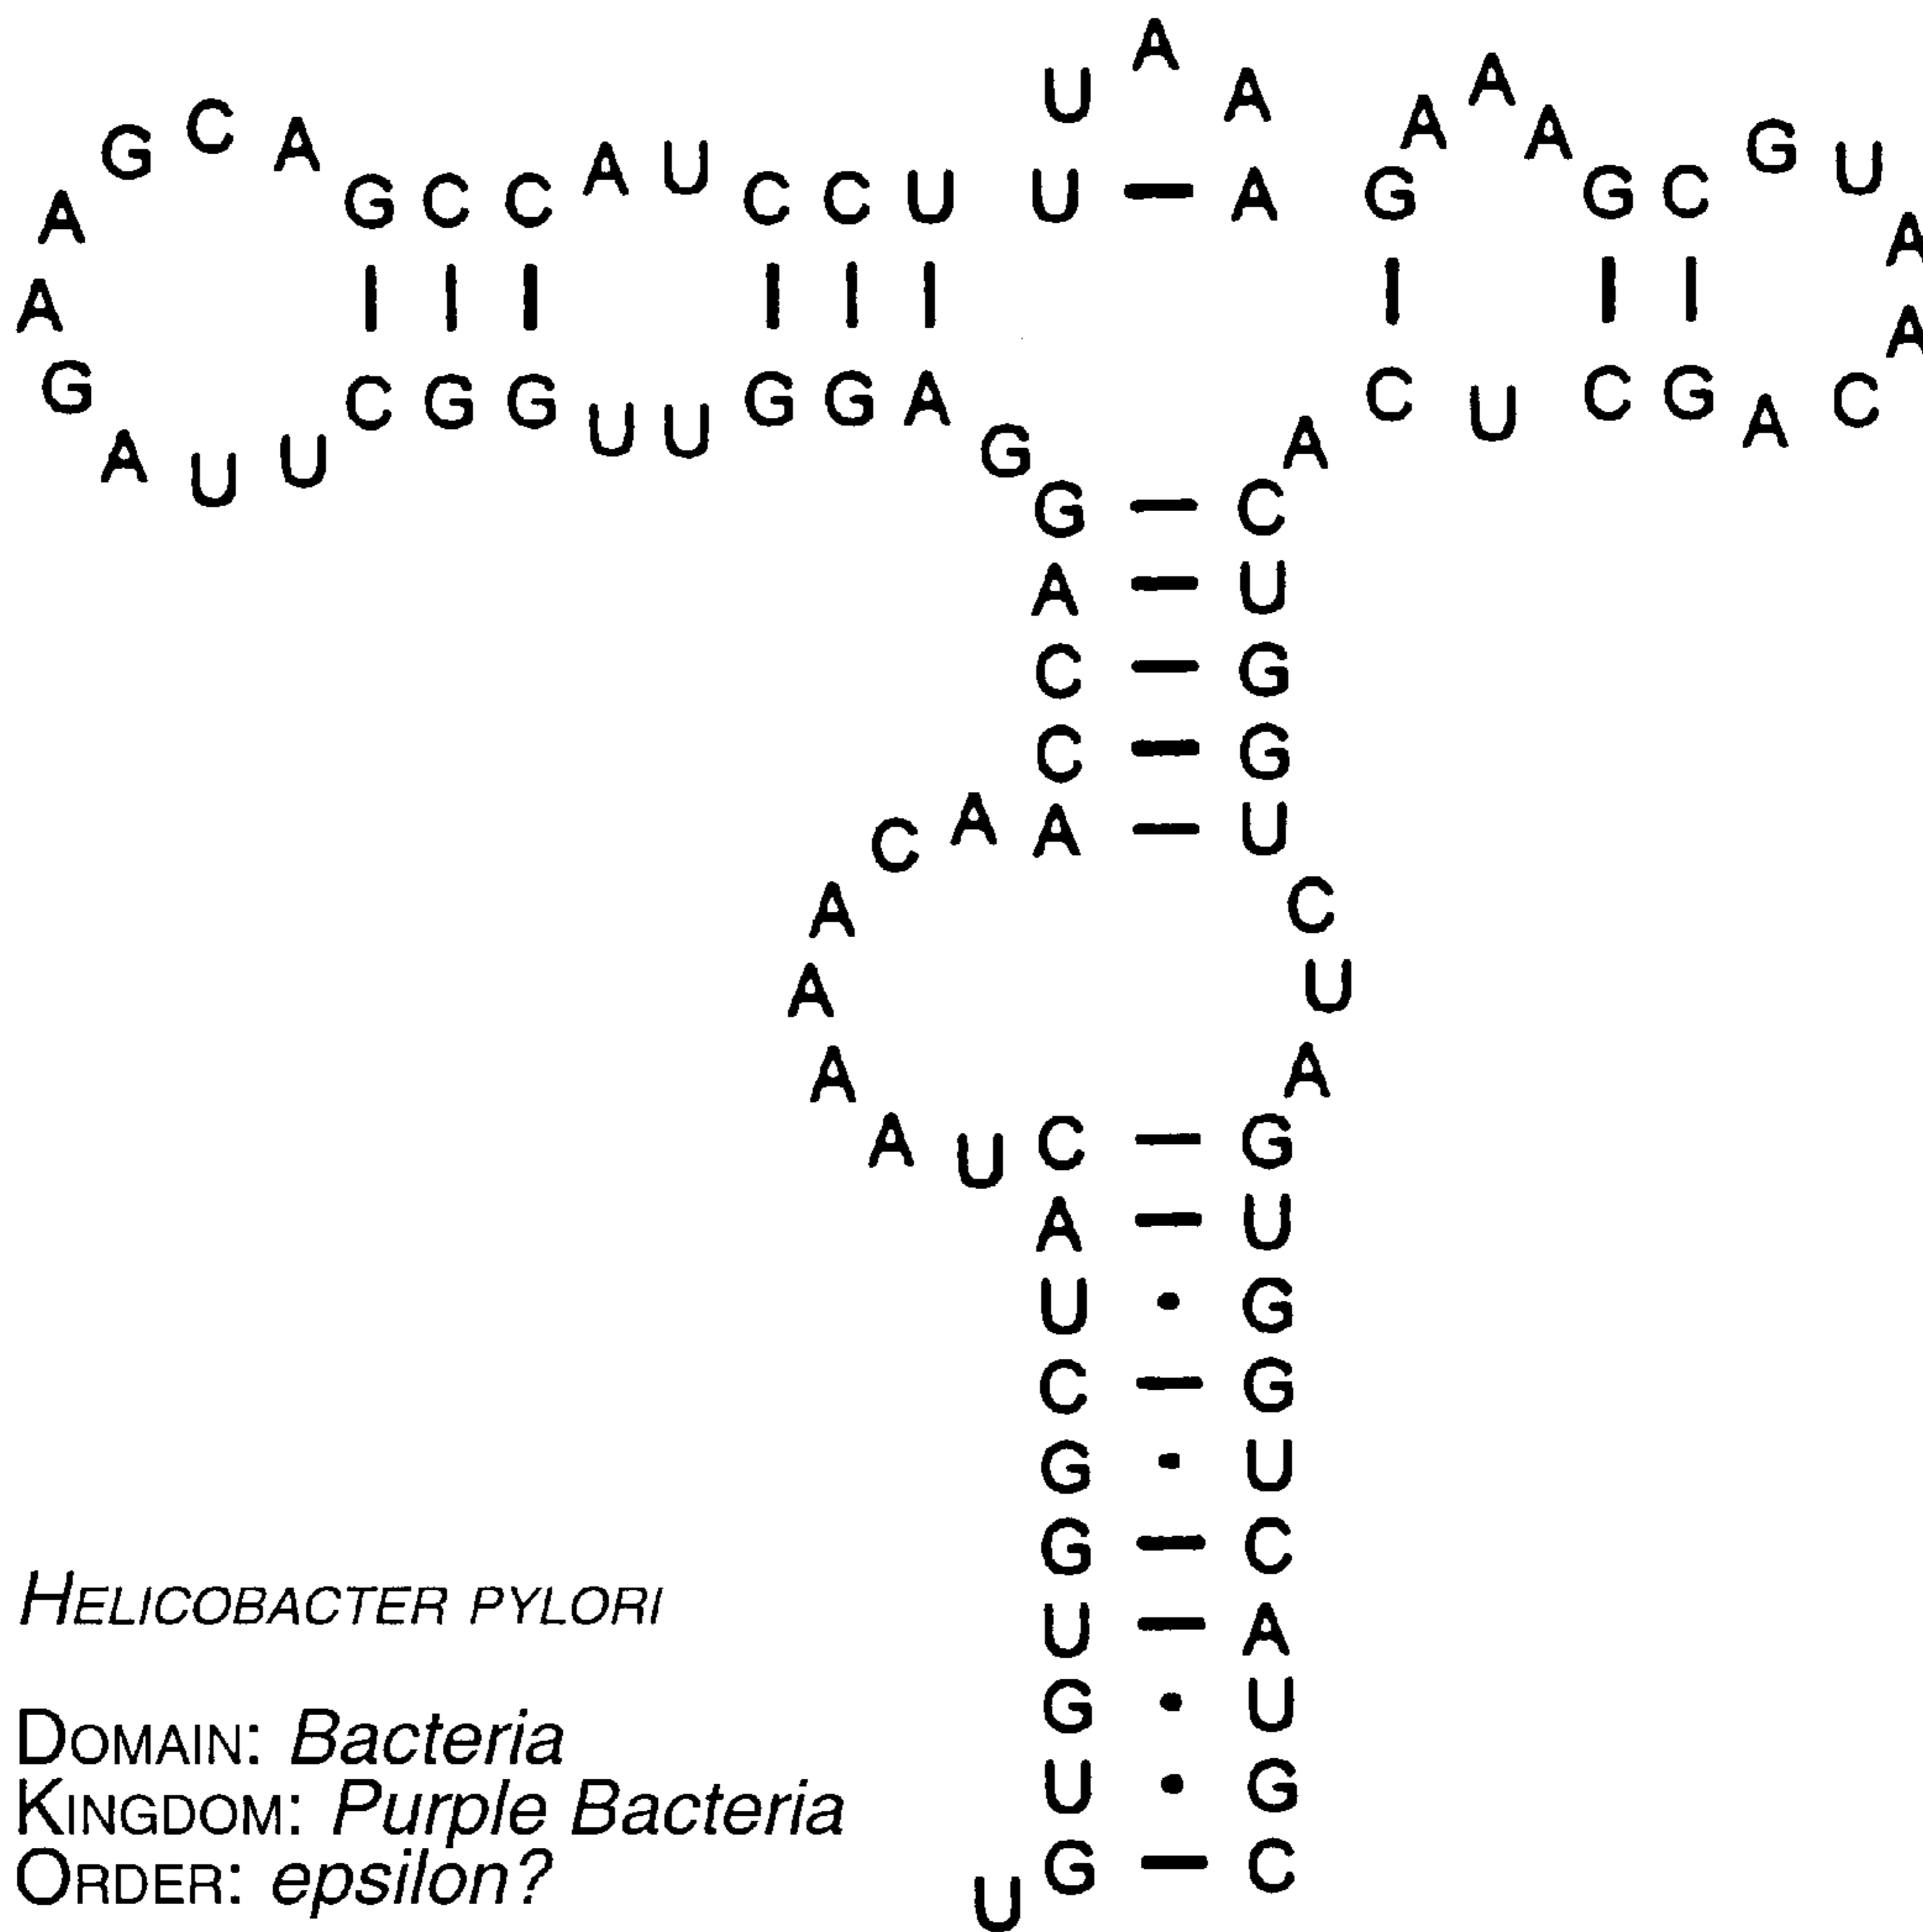 U A A A A A
G C A G C C A U C C U U A G G C G U
A A
A A
G C G G U U G G A C U C G A C
A U U G A
G C
A U
C G
C G
C A A U
A C
A U
A A
A U C G
A U
U · G
C G
G · U
G C
HELICOBACTER PYLORI
U A
DOMAIN: Bacteria
G · U
KINGDOM: Purple Bacteria
U · G
ORDER: epsilon?
U G C